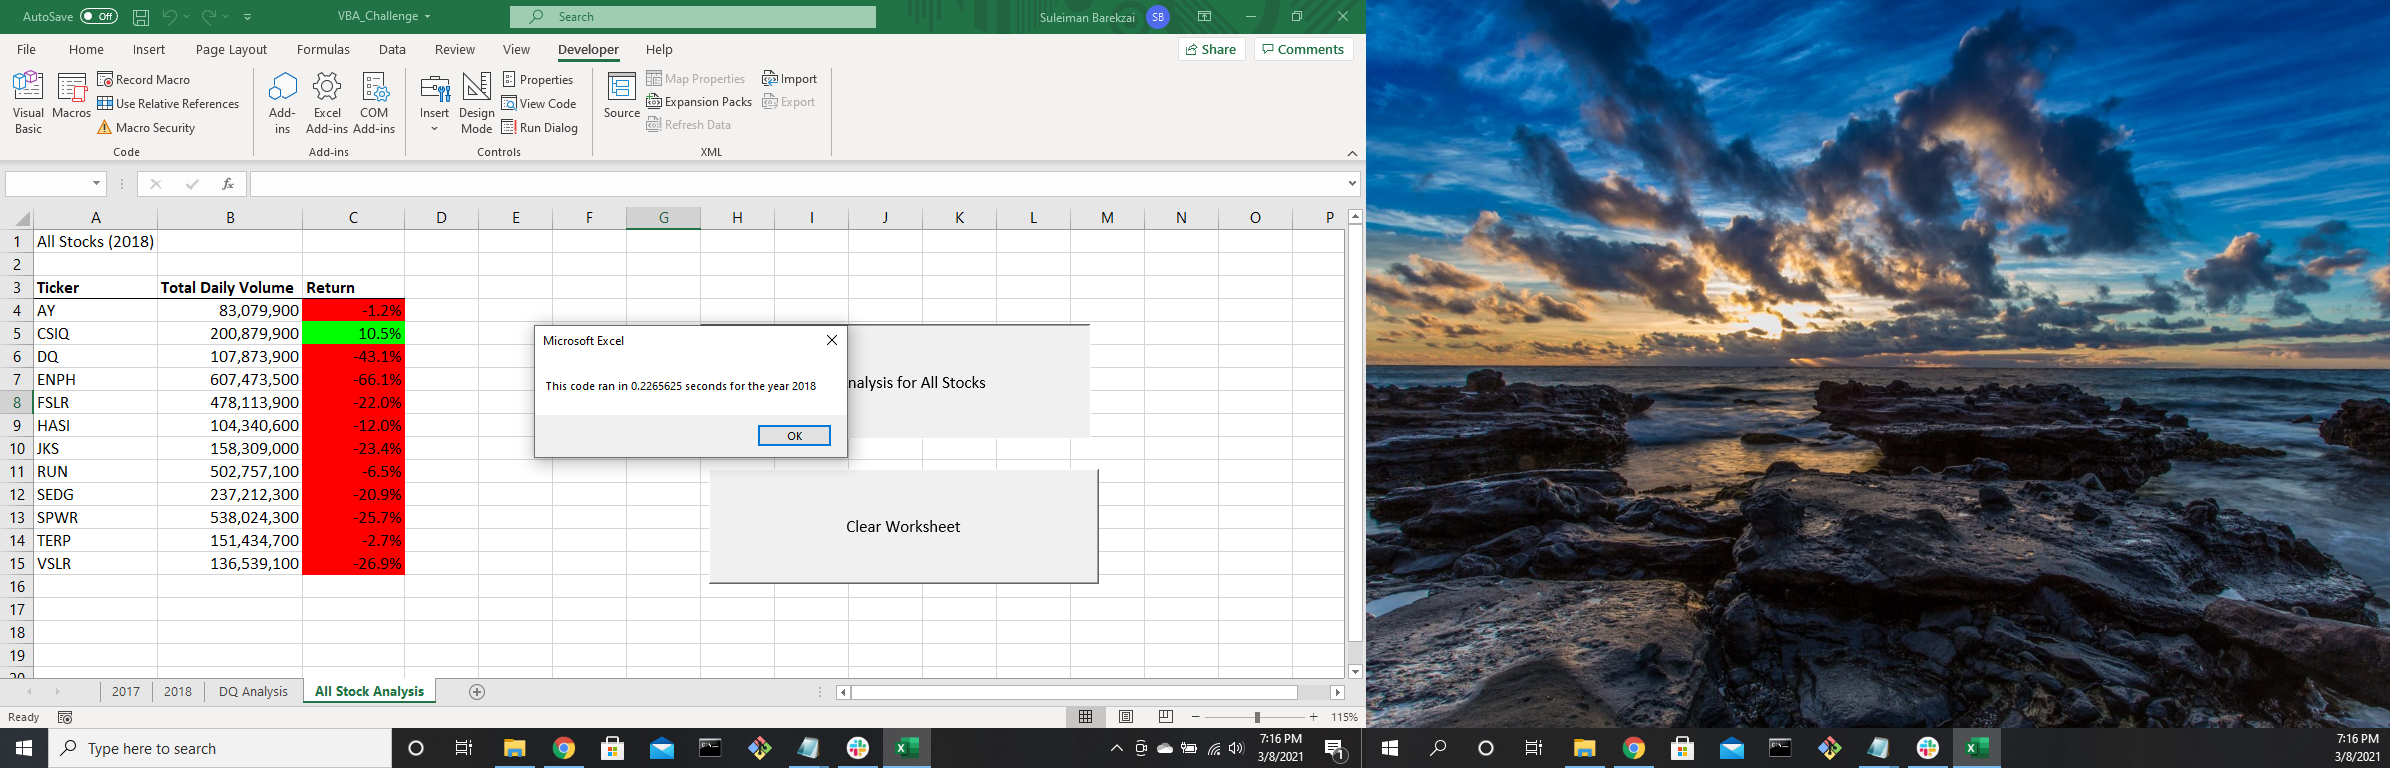 AutoSave Off
VBA_Challenge
Search
Suleiman Barekzai SB
File Home Insert Page Layout Formulas Data Review View Developer Help
Share Comments
Visual Basic
Macros
Record Macro
Use Relative References
Macro Security
Code
Add-ins
Excel Add-ins
COM Add-ins
Add-ins
Insert
Design Mode
Properties
View Code
Run Dialog
Controls
Source
Map Properties
Expansion Packs
Refresh Data
Import
Export
XML
fx
A B C D E F G H I J K L M N O P
1 All Stocks (2018)
2
3 Ticker Total Daily Volume Return
4 AY 83,079,900 -1.2%
5 CSIQ 200,879,900 10.5%
6 DQ 107,873,900 -43.1%
7 ENPH 607,473,500 -66.1%
8 FSLR 478,113,900 -22.0%
9 HASI 104,340,600 -12.0%
10 JKS 158,309,000 -23.4%
11 RUN 502,757,100 -6.5%
12 SEDG 237,212,300 -20.9%
13 SPWR 538,024,300 -25.7%
14 TERP 151,434,700 -2.7%
15 VSLR 136,539,100 -26.9%
16
17
18
19
20
Microsoft Excel
This code ran in 0.2265625 seconds for the year 2018
OK
nalysis for All Stocks
Clear Worksheet
2017 2018 DQ Analysis All Stock Analysis
Ready
115%
Type here to search
7:16 PM
3/8/2021
1
7:16 PM
3/8/2021